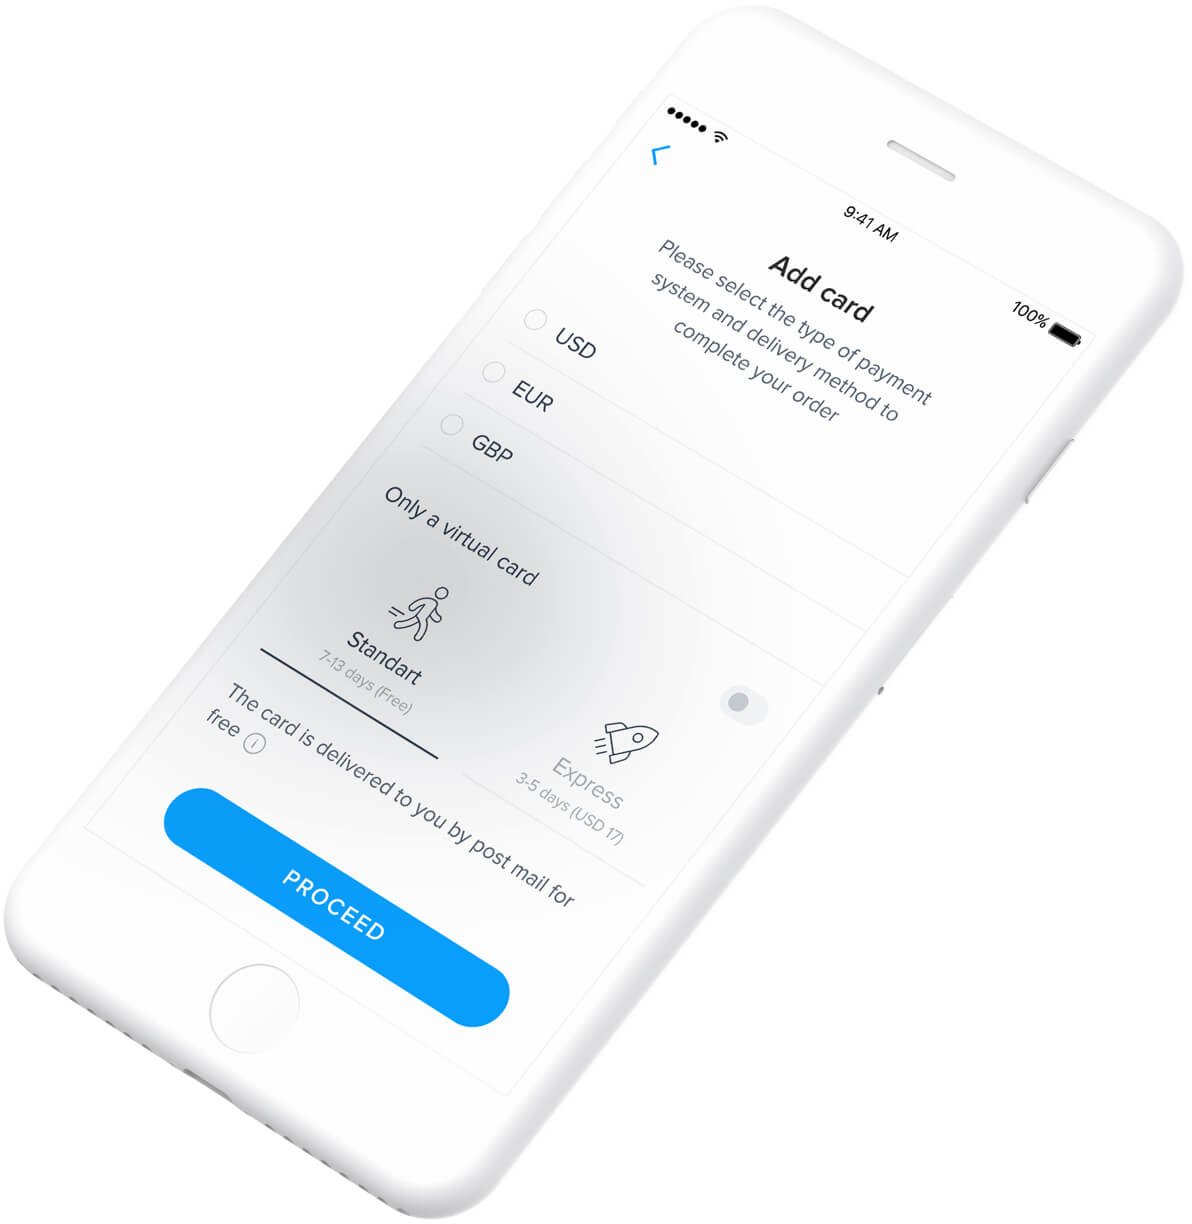 9:41 AM
100%
Add card
Please select the type of payment
system and delivery method to
complete your order
USD
EUR
GBP
Only a virtual card
Standart
7-13 days (Free)
Express
3-5 days (USD 17)
The card is delivered to you by post mail for
free
PROCEED